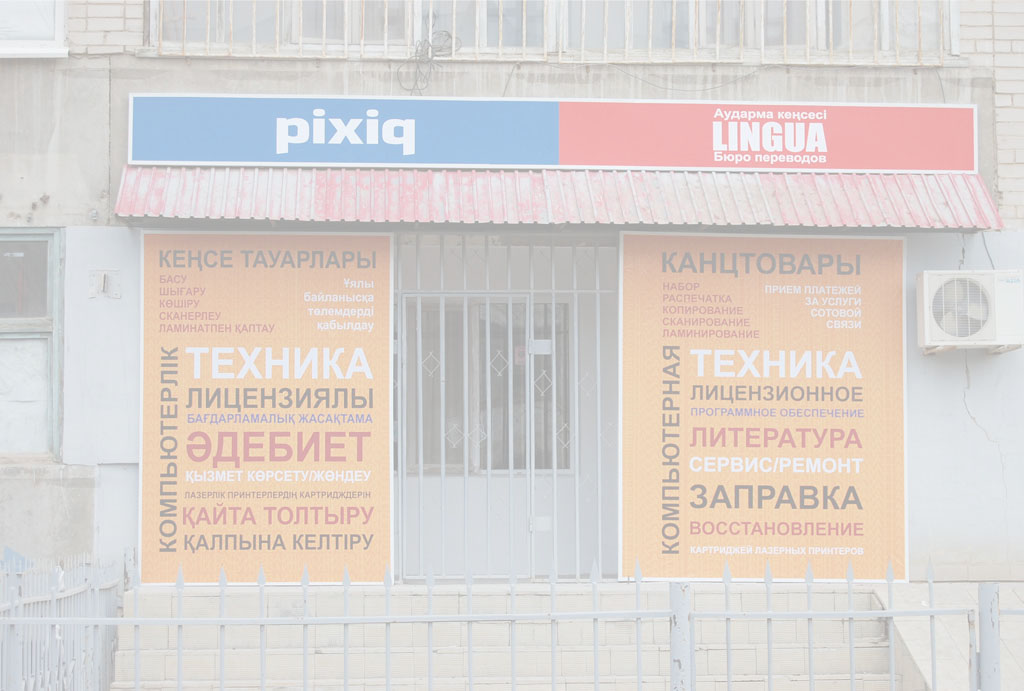 pixiq
Аударма кеңсесі
LINGUA
Бюро переводов
КЕҢСЕ ТАУАРЛАРЫ
БАСУ
ШЫҒАРУ
КӨШІРУ
СКАНЕРЛЕУ
ЛАМИНАТПЕН ҚАПТАУ
Ұялы
байланысқа
төлемдерді
қабылдау
КОМПЬЮТЕРЛІК
ТЕХНИКА
ЛИЦЕНЗИЯЛЫ
БАҒДАРЛАМАЛЫҚ ЖАСАҚТАМА
ӘДЕБИЕТ
ҚЫЗМЕТ КӨРСЕТУ/ЖӨНДЕУ
ЛАЗЕРЛІК ПРИНТЕРЛЕРДІҢ КАРТРИДЖДЕРІН
ҚАЙТА ТОЛТЫРУ
ҚАЛПЫНА КЕЛТІРУ
КАНЦТОВАРЫ
НАБОР
РАСПЕЧАТКА
КОПИРОВАНИЕ
СКАНИРОВАНИЕ
ЛАМИНИРОВАНИЕ
ПРИЕМ ПЛАТЕЖЕЙ
ЗА УСЛУГИ
СОТОВОЙ
СВЯЗИ
КОМПЬЮТЕРНАЯ
ТЕХНИКА
ЛИЦЕНЗИОННОЕ
ПРОГРАММНОЕ ОБЕСПЕЧЕНИЕ
ЛИТЕРАТУРА
СЕРВИС/РЕМОНТ
ЗАПРАВКА
ВОССТАНОВЛЕНИЕ
КАРТРИДЖЕЙ ЛАЗЕРНЫХ ПРИНТЕРОВ